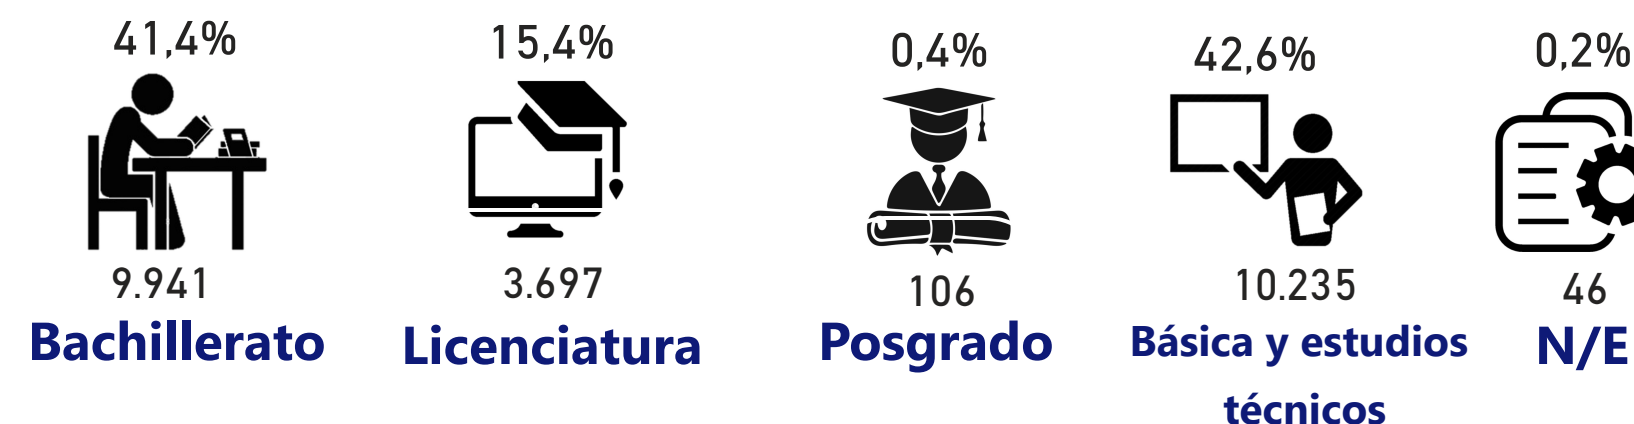 41,4%
9.941
Bachillerato
15,4%
3.697
Licenciatura
0,4%
106
Posgrado
42,6%
10.235
Básica y estudios
técnicos
0,2%
46
N/E